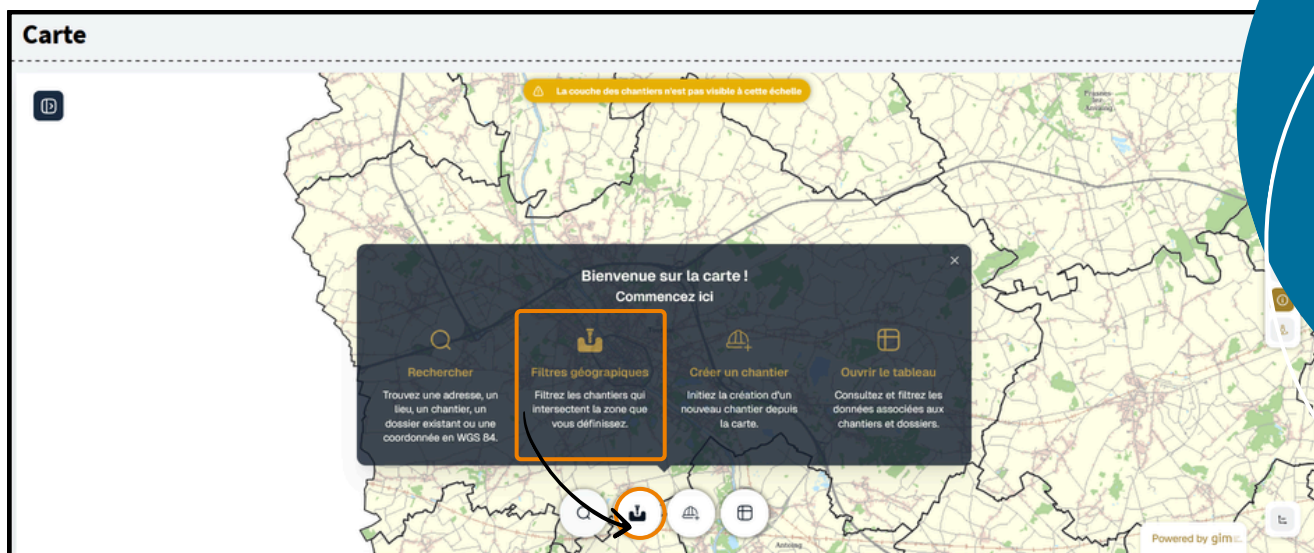 Carte
La couche des chantiers n'est pas visible à cette échelle
Bienvenue sur la carte !
Commencez ici
Rechercher
Trouvez une adresse, un
lieu, un chantier, un
dossier existant ou une
coordonnée en WGS 84.
Filtres géograpiques
Filtrez les chantiers qui
intersectent la zone que
vous définissez.
Créer un chantier
Initiez la création d'un
nouveau chantier depuis
la carte.
Ouvrir le tableau
Consultez et filtrez les
données associées aux
chantiers et dossiers.
Antoing
Powered by gim